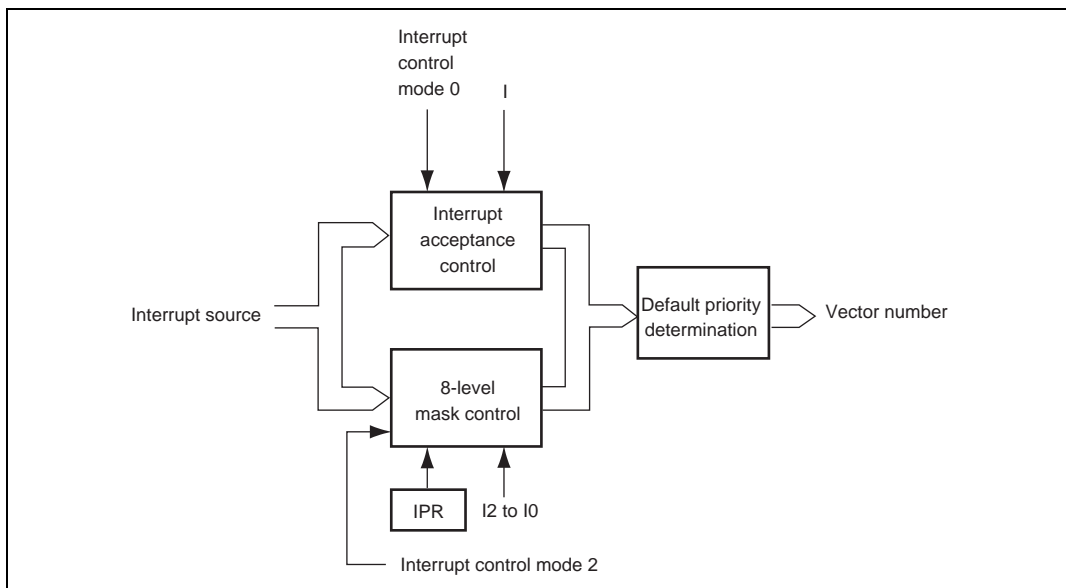 Interrupt
control
mode 0
I
Interrupt
acceptance
control
Interrupt source
Default priority
determination
Vector number
8-level
mask control
IPR
I2 to I0
Interrupt control mode 2